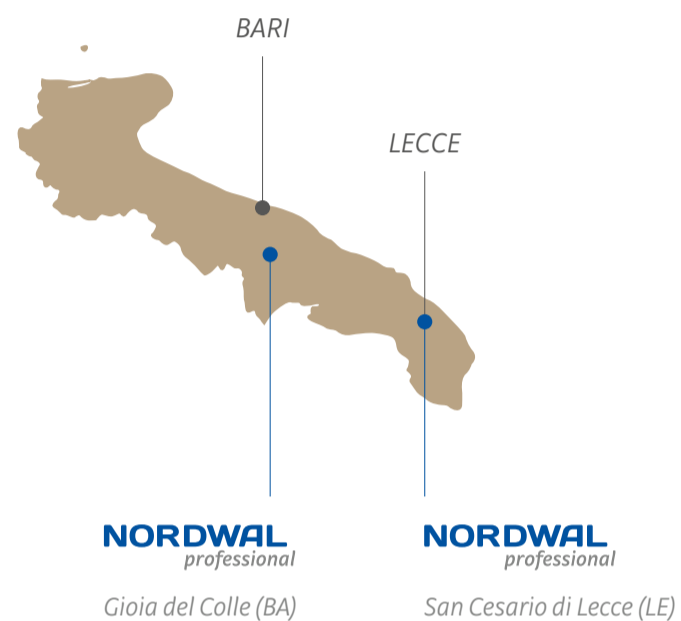 BARI
LECCE
NORDWAL
professional
Gioia del Colle (BA)
NORDWAL
professional
San Cesario di Lecce (LE)